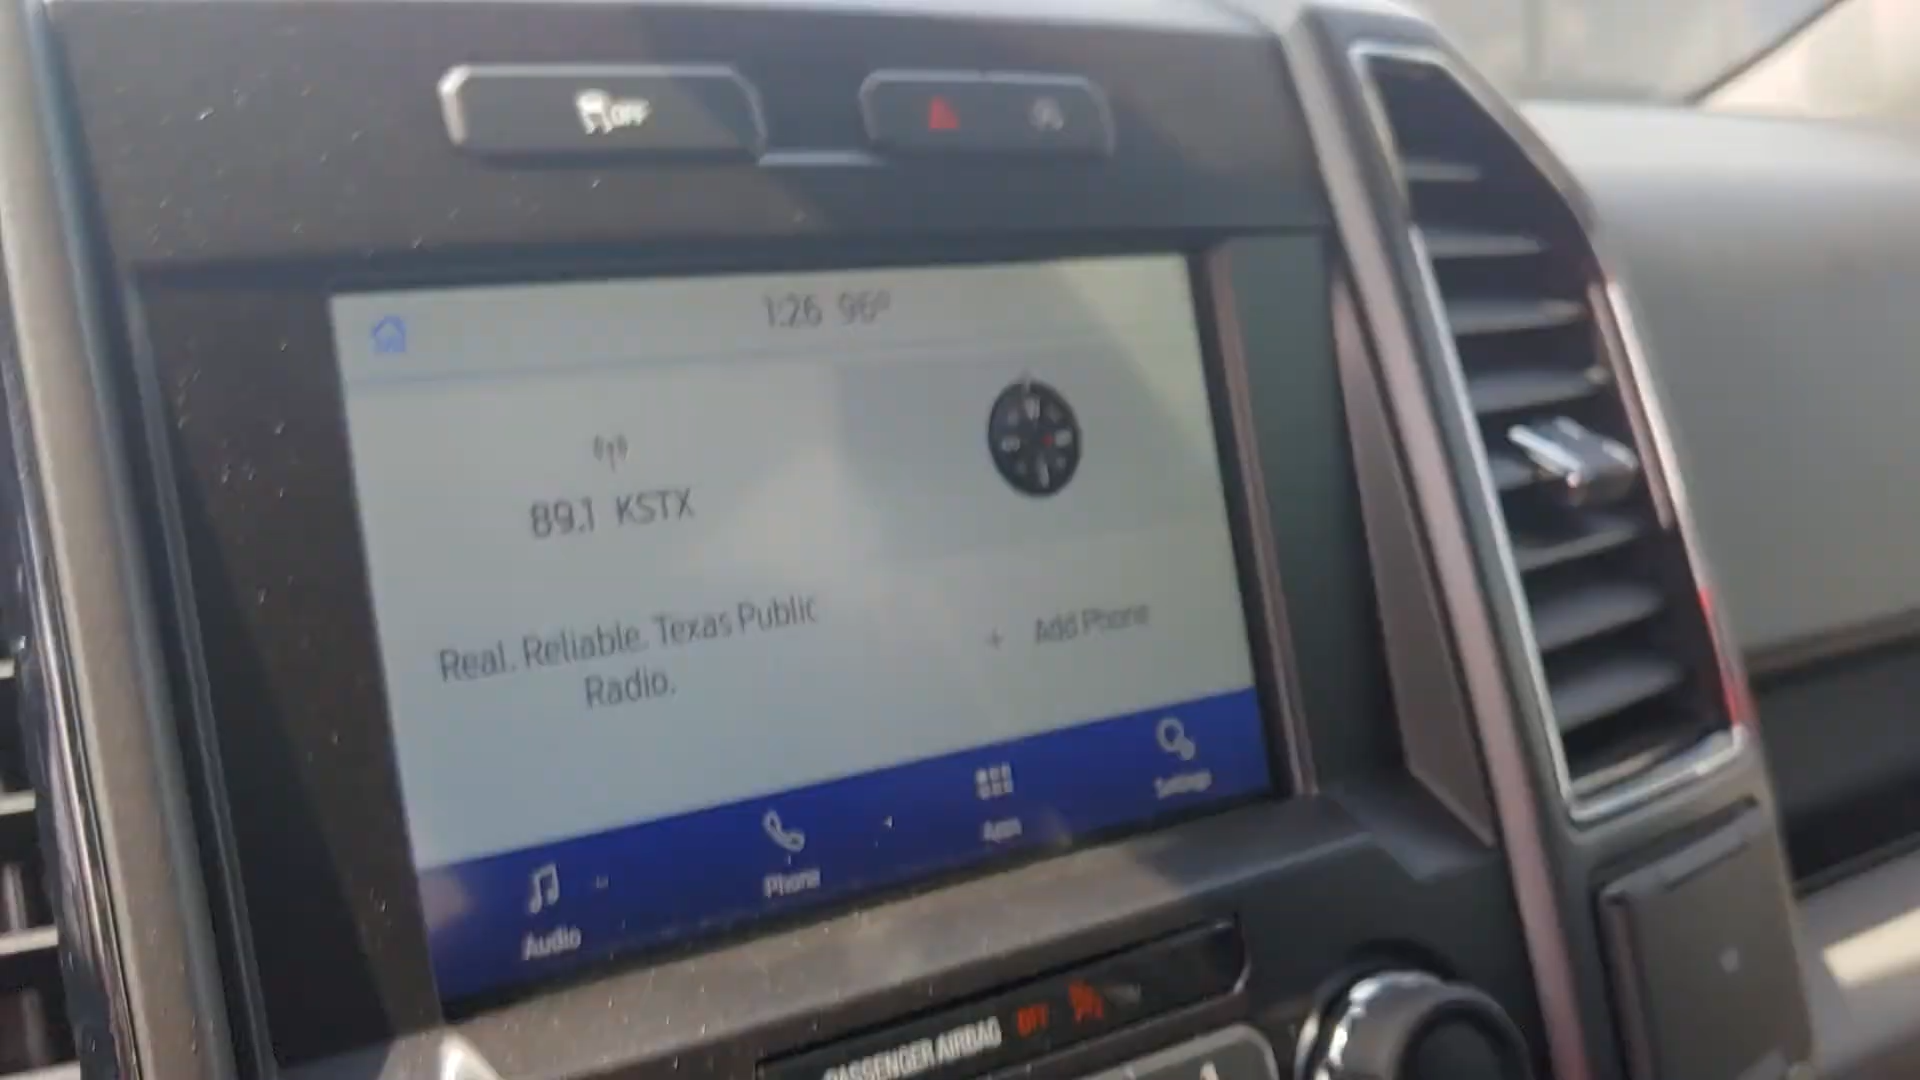 OFF
1:26 96°
89.1 KSTX
Real. Reliable. Texas Public
Radio.
+ Add Phone
Audio
Phone
Apps
Settings
PASSENGER AIRBAG OFF